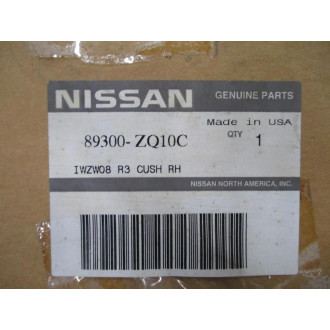 NISSAN
GENUINE PARTS
Made in USA
89300-ZQ10C
QTY 1
IWZW08 R3 CUSH RH
NISSAN NORTH AMERICA, INC.